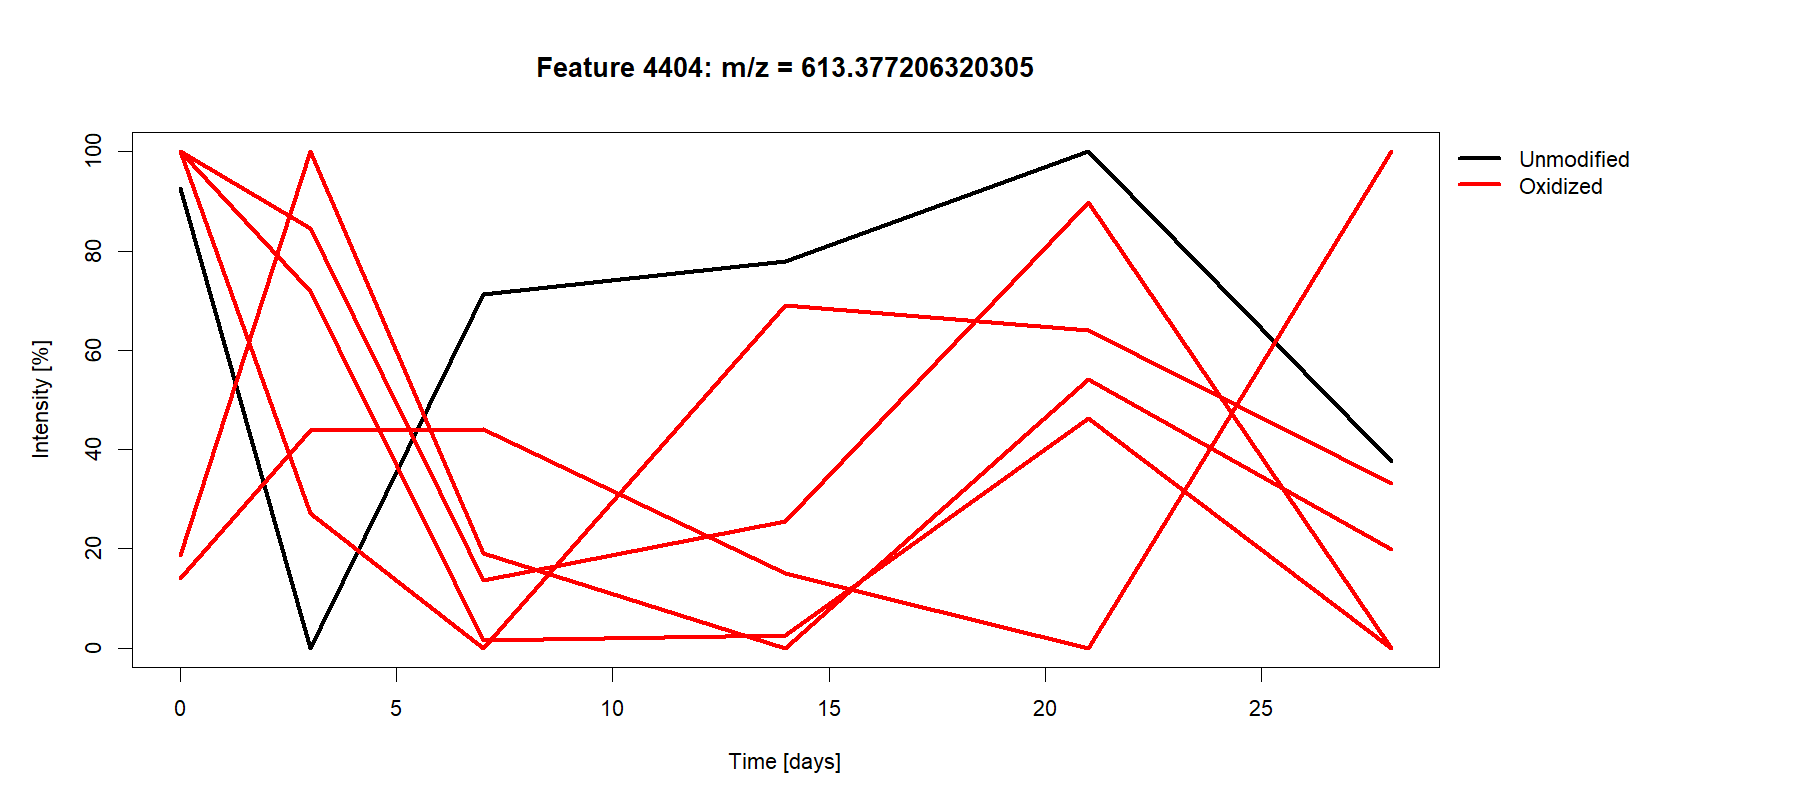 Feature 4404: m/z = 613.377206320305
Unmodified
Oxidized
Intensity [%]
100
80
60
40
20
0
0 5 10 15 20 25
Time [days]